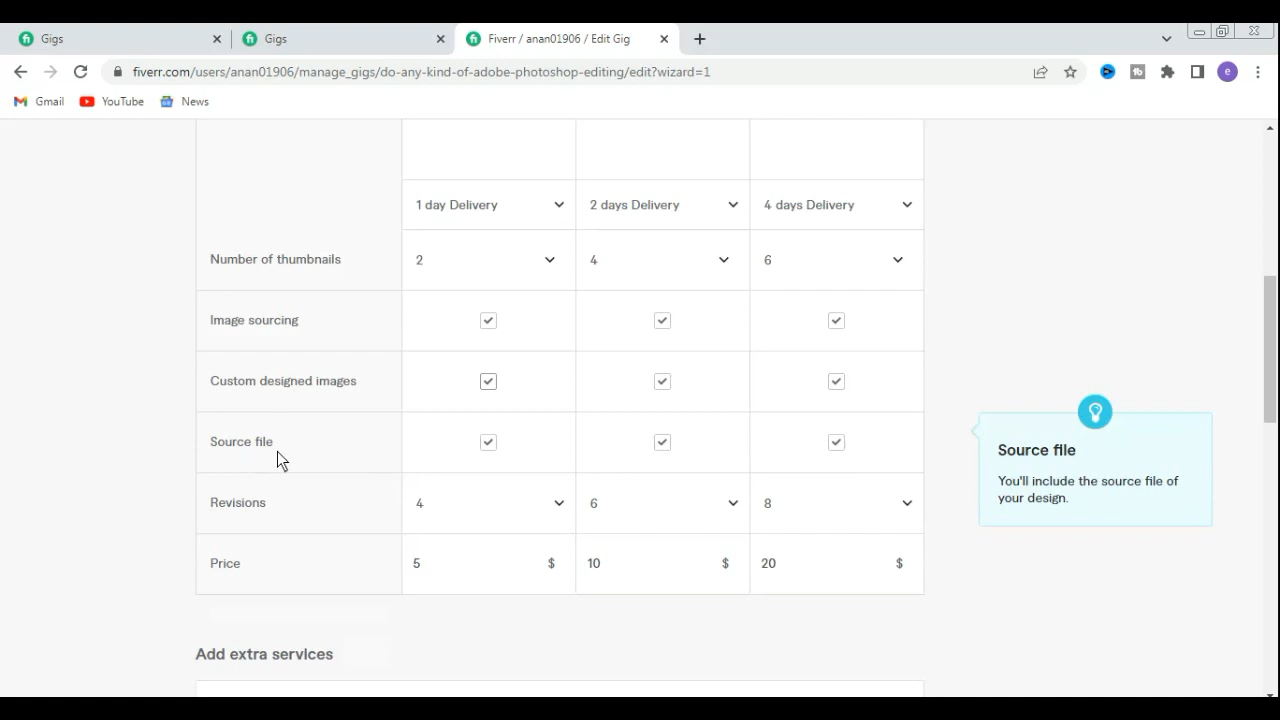 Gigs
Gigs
Fiverr / anan01906 / Edit Gig
fiverr.com/users/anan01906/manage_gigs/do-any-kind-of-adobe-photoshop-editing/edit?wizard=1
e
Gmail
YouTube
News
1 day Delivery
2 days Delivery
4 days Delivery
Number of thumbnails
2
4
6
Image sourcing
Custom designed images
Source file
Revisions
4
6
8
Price
5 $
10 $
20 $
Source file
You'll include the source file of
your design.
Add extra services